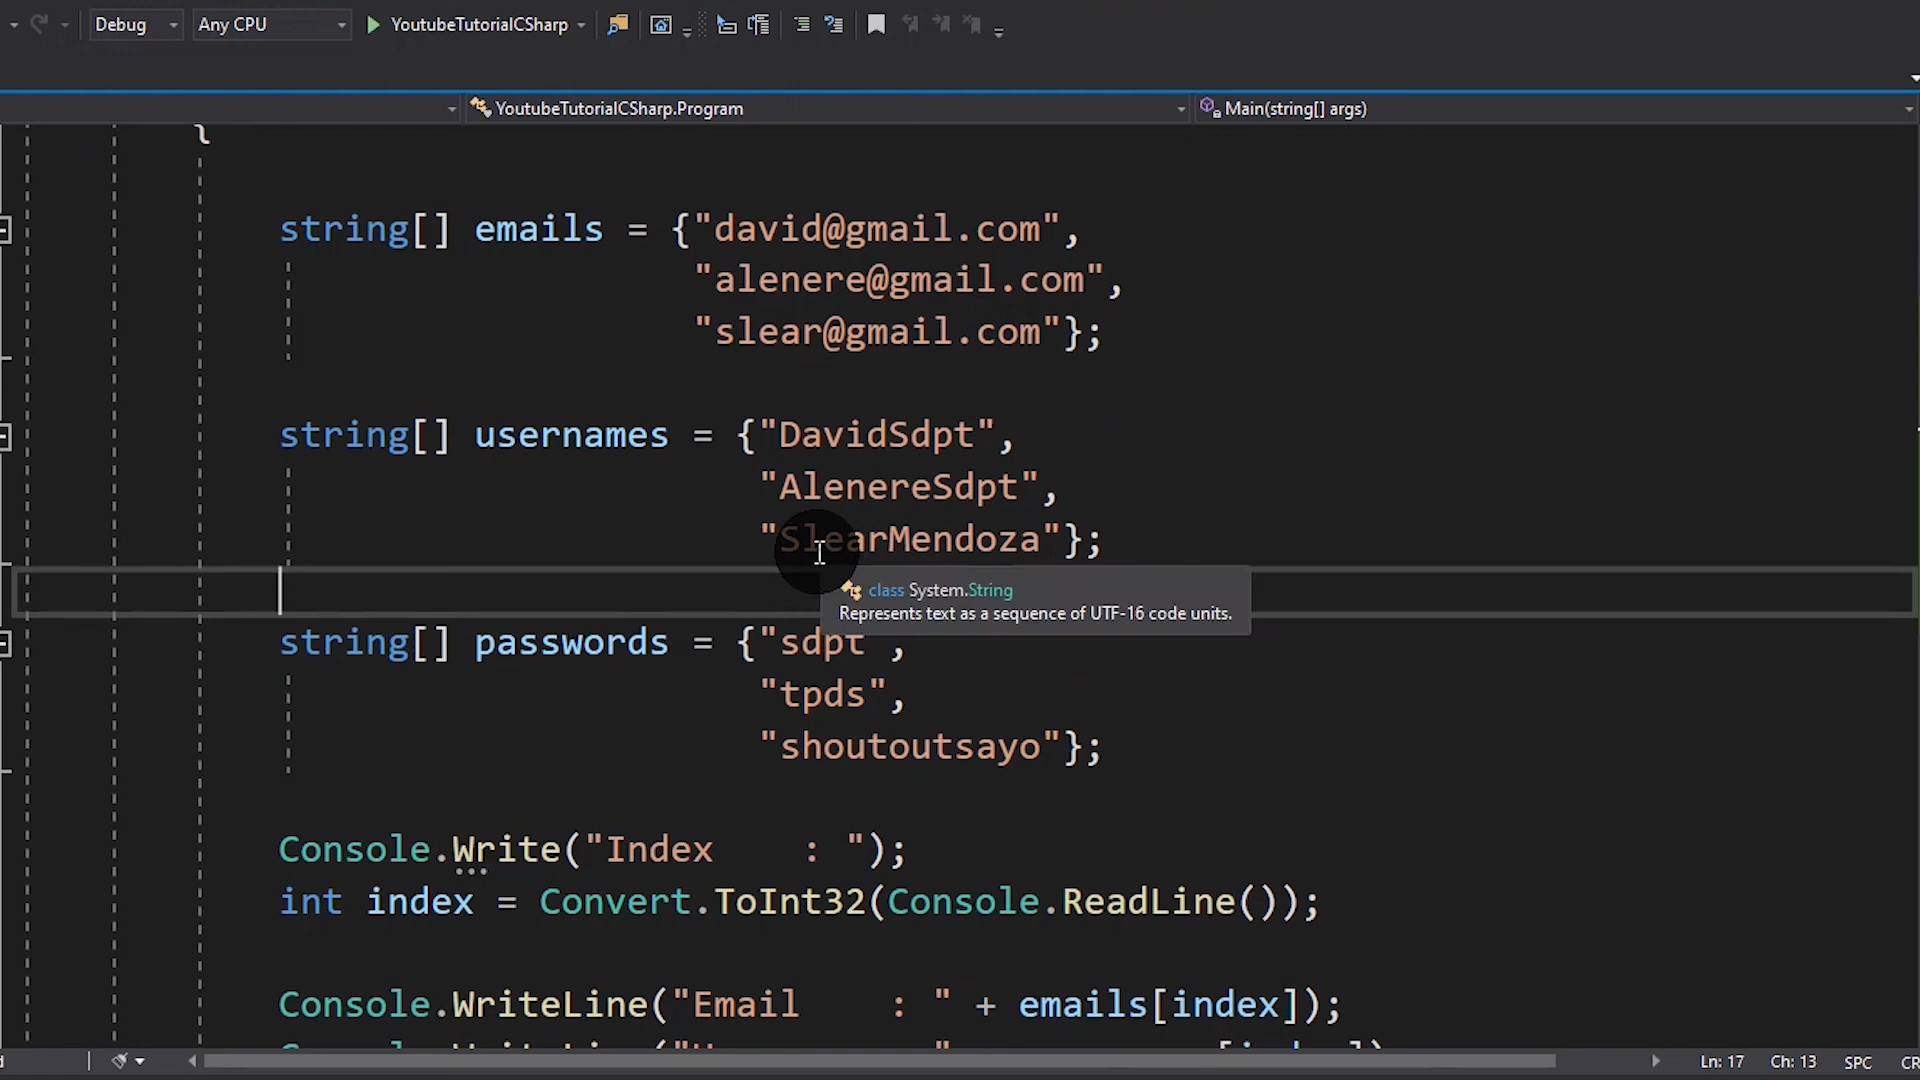 Debug Any CPU YoutubeTutorialCSharp
YoutubeTutorialCSharp.Program Main(string[] args)
{
string[] emails = {"david@gmail.com",
"alenere@gmail.com",
"slear@gmail.com"};
string[] usernames = {"DavidSdpt",
"AlenereSdpt",
"SlearMendoza"};
class System.String
Represents text as a sequence of UTF-16 code units.
string[] passwords = {"sdpt ,
"tpds",
"shoutoutsayo"};
Console.Write("Index    : ");
int index = Convert.ToInt32(Console.ReadLine());
Console.WriteLine("Email    : " + emails[index]);
Ln: 17 Ch: 13 SPC CR